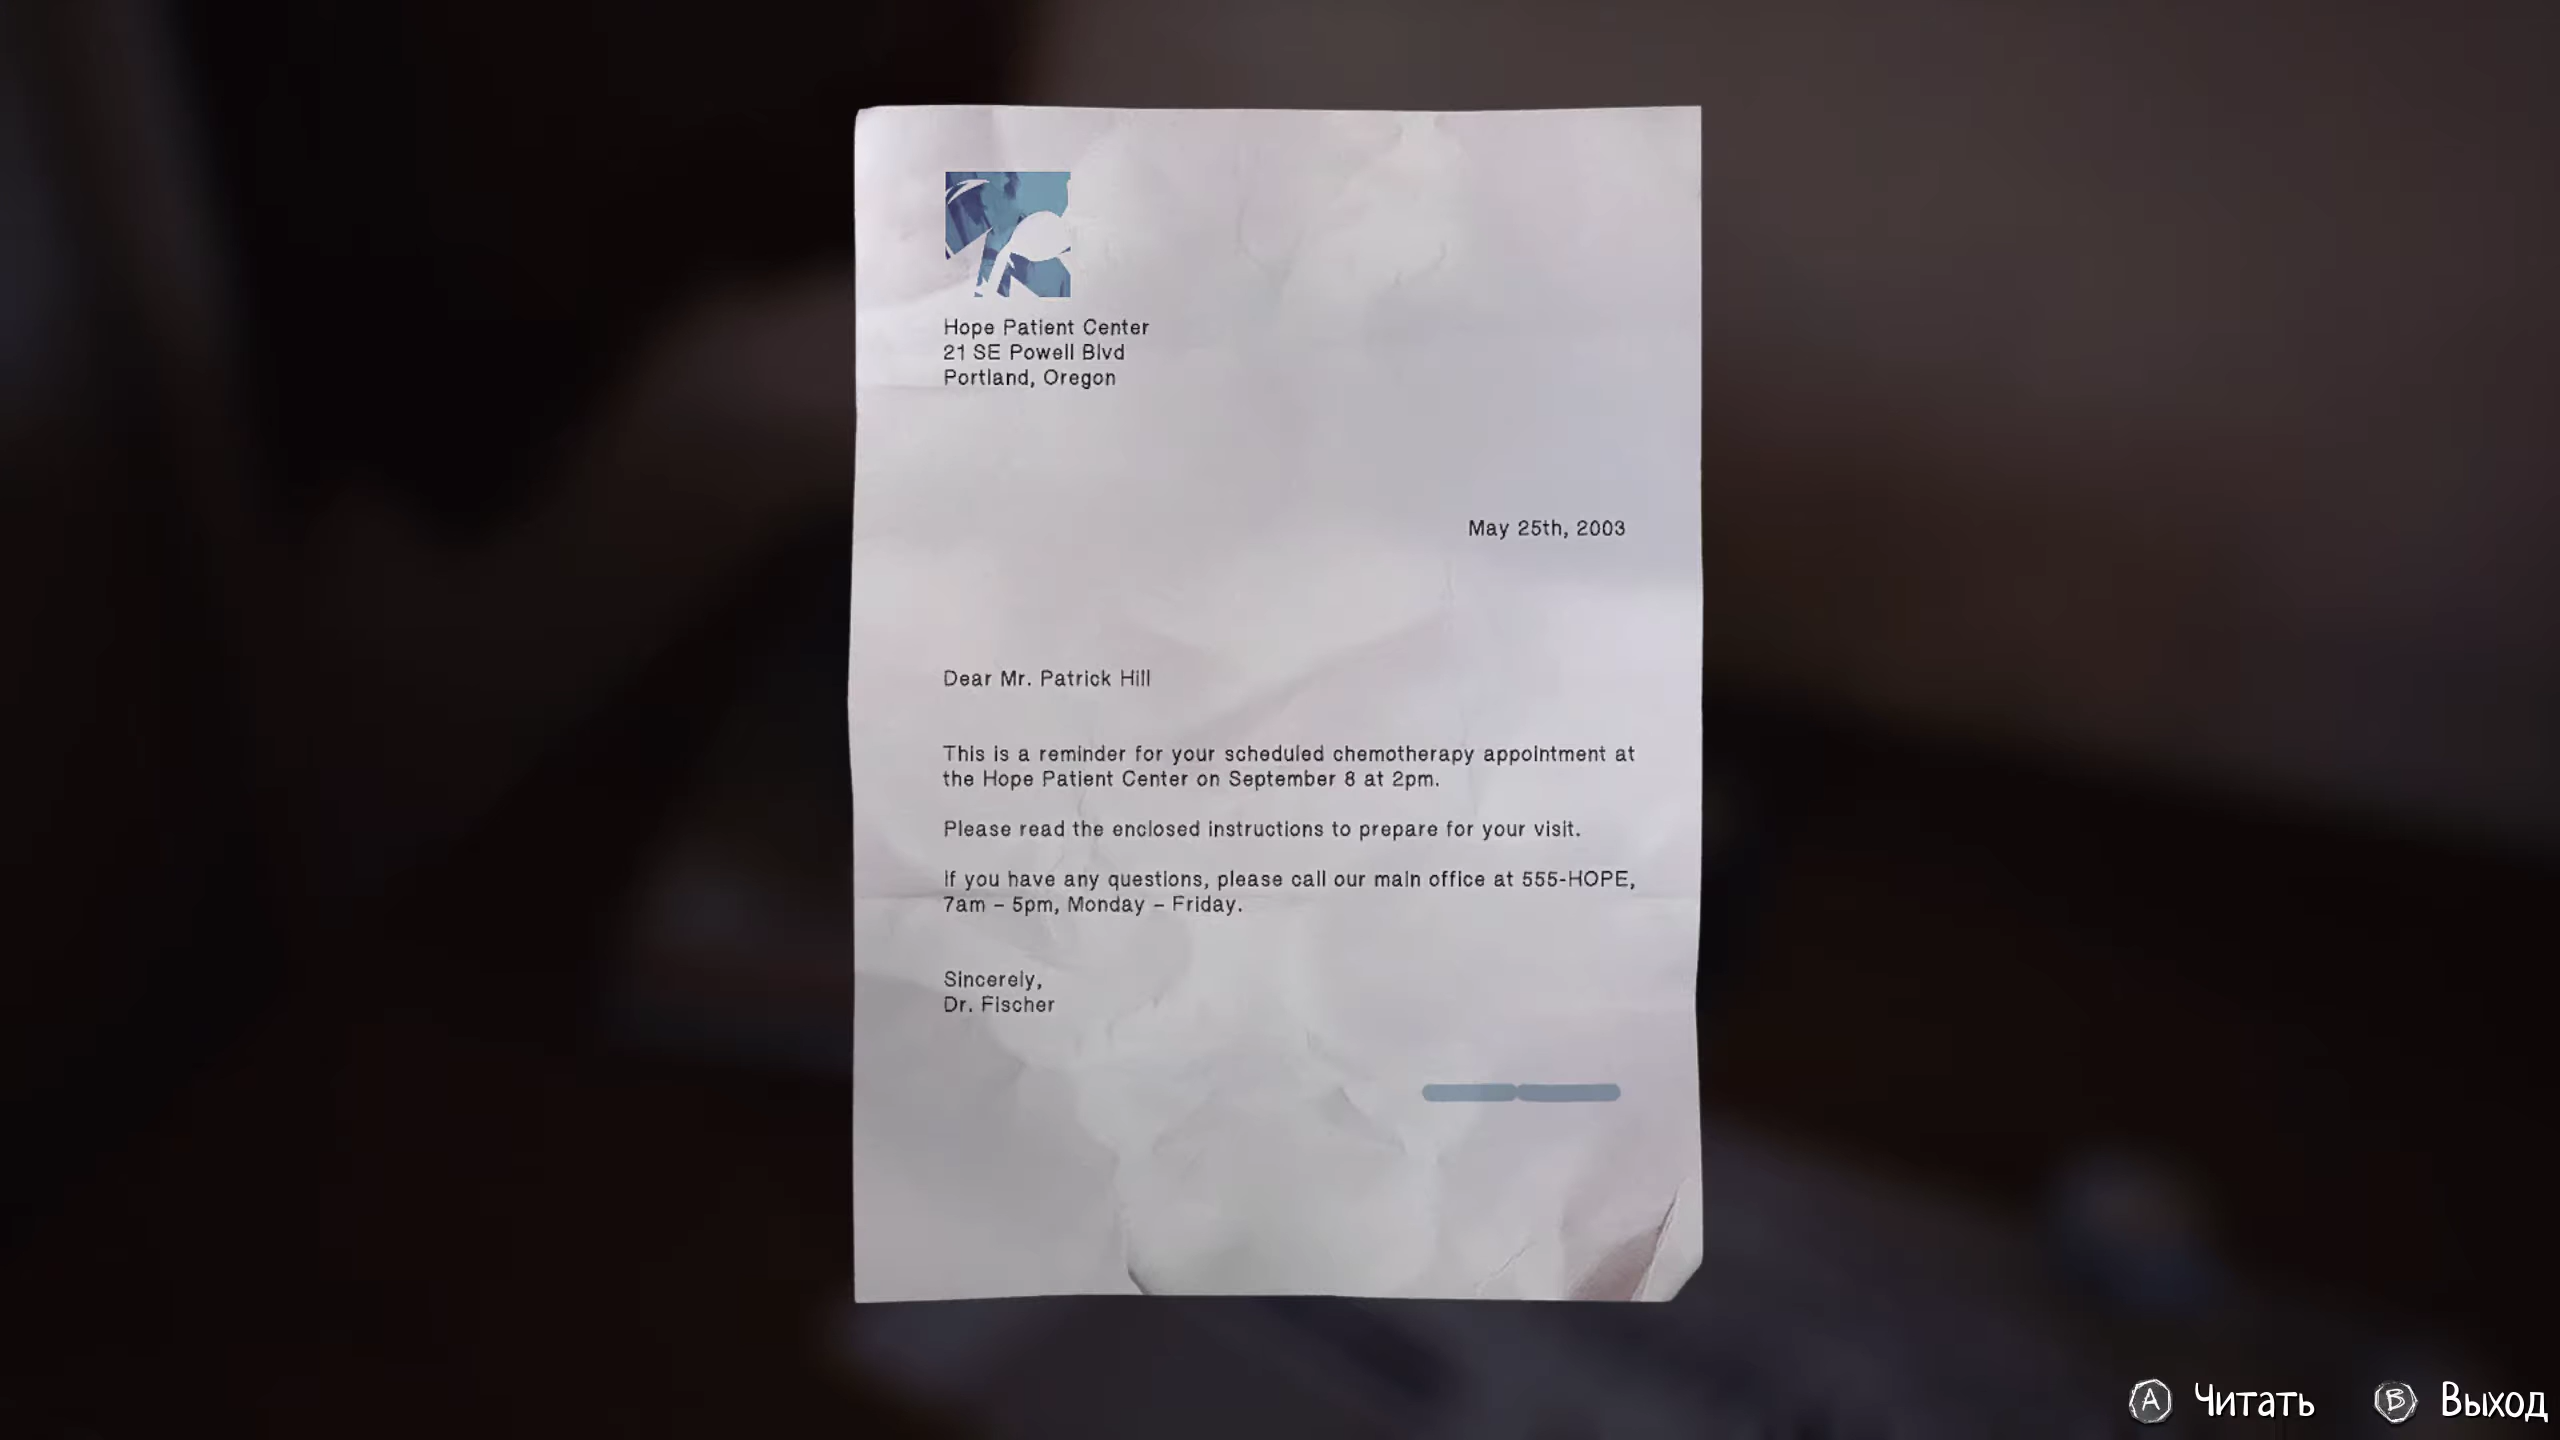 Hope Patient Center
21 SE Powell Blvd
Portland, Oregon
May 25th, 2003
Dear Mr. Patrick Hill
This is a reminder for your scheduled chemotherapy appointment at
the Hope Patient Center on September 8 at 2pm.
Please read the enclosed instructions to prepare for your visit.
If you have any questions, please call our main office at 555-HOPE,
7am – 5pm, Monday – Friday.
Sincerely,
Dr. Fischer
A Читать B Выход